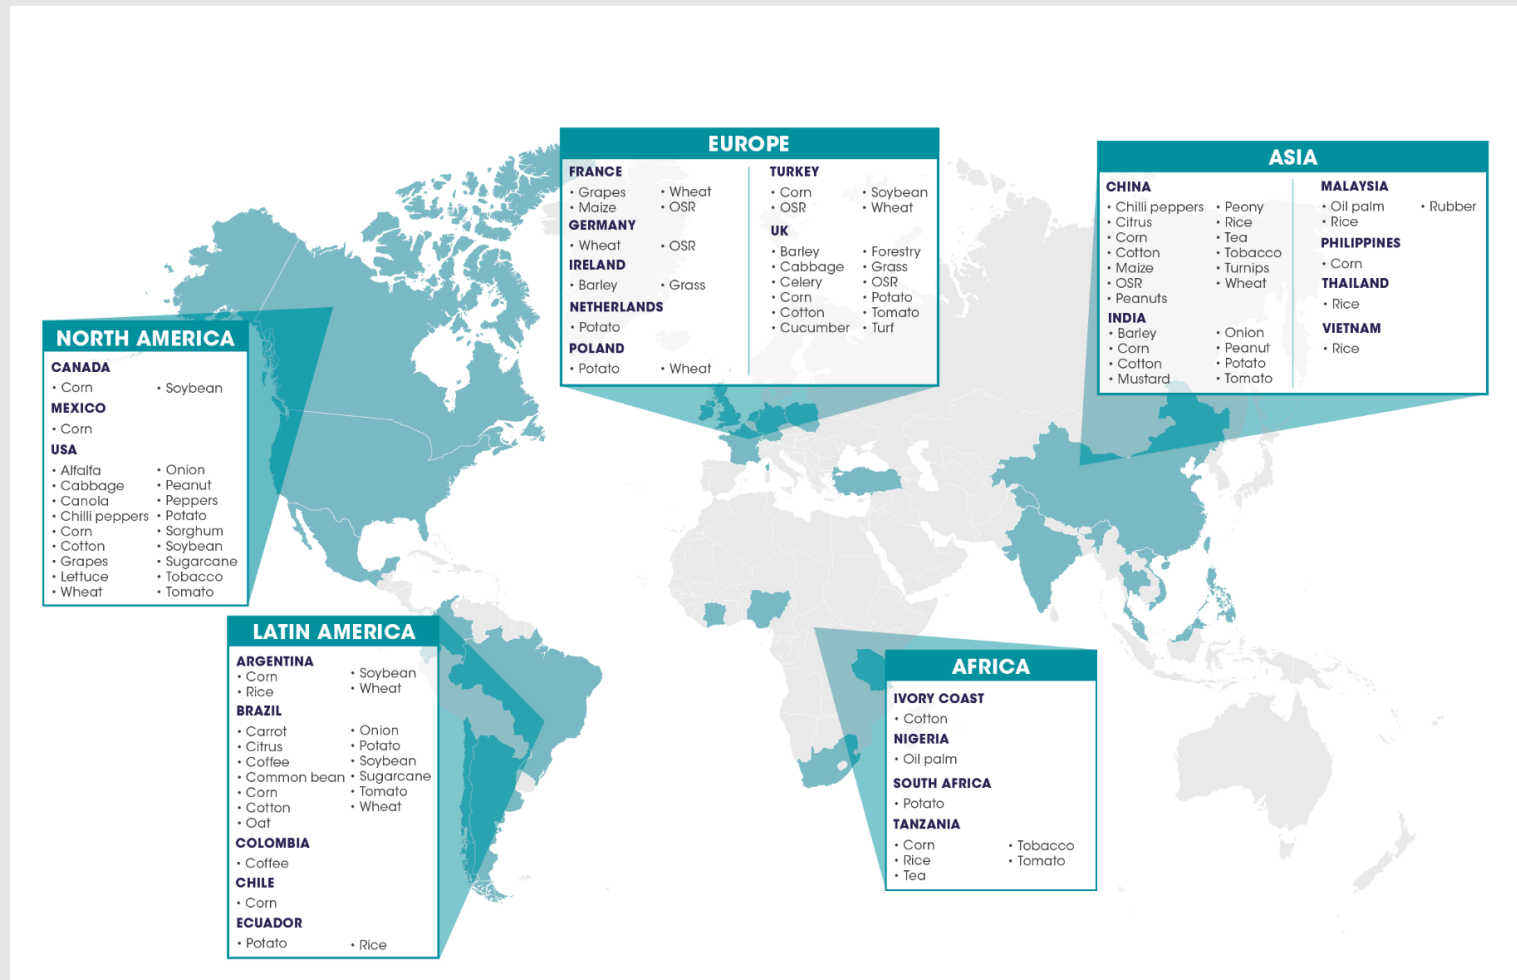 EUROPE
FRANCE
• Grapes
• Maize
• Wheat
• OSR
GERMANY
• Wheat
• OSR
IRELAND
• Barley
• Grass
NETHERLANDS
• Potato
POLAND
• Potato
• Wheat
TURKEY
• Corn
• OSR
• Soybean
• Wheat
UK
• Barley
• Cabbage
• Celery
• Corn
• Cotton
• Cucumber
• Forestry
• Grass
• OSR
• Potato
• Tomato
• Turf
ASIA
CHINA
• Chilli peppers
• Citrus
• Corn
• Cotton
• Maize
• OSR
• Peanuts
• Peony
• Rice
• Tea
• Tobacco
• Turnips
• Wheat
INDIA
• Barley
• Corn
• Cotton
• Mustard
• Onion
• Peanut
• Potato
• Tomato
MALAYSIA
• Oil palm
• Rice
• Rubber
PHILIPPINES
• Corn
THAILAND
• Rice
VIETNAM
• Rice
NORTH AMERICA
CANADA
• Corn
• Soybean
MEXICO
• Corn
USA
• Alfalfa
• Cabbage
• Canola
• Chilli peppers
• Corn
• Cotton
• Grapes
• Lettuce
• Wheat
• Onion
• Peanut
• Peppers
• Potato
• Sorghum
• Soybean
• Sugarcane
• Tobacco
• Tomato
LATIN AMERICA
ARGENTINA
• Corn
• Rice
• Soybean
• Wheat
BRAZIL
• Carrot
• Citrus
• Coffee
• Common bean
• Corn
• Cotton
• Oat
• Onion
• Potato
• Soybean
• Sugarcane
• Tomato
• Wheat
COLOMBIA
• Coffee
CHILE
• Corn
ECUADOR
• Potato
• Rice
AFRICA
IVORY COAST
• Cotton
NIGERIA
• Oil palm
SOUTH AFRICA
• Potato
TANZANIA
• Corn
• Rice
• Tea
• Tobacco
• Tomato